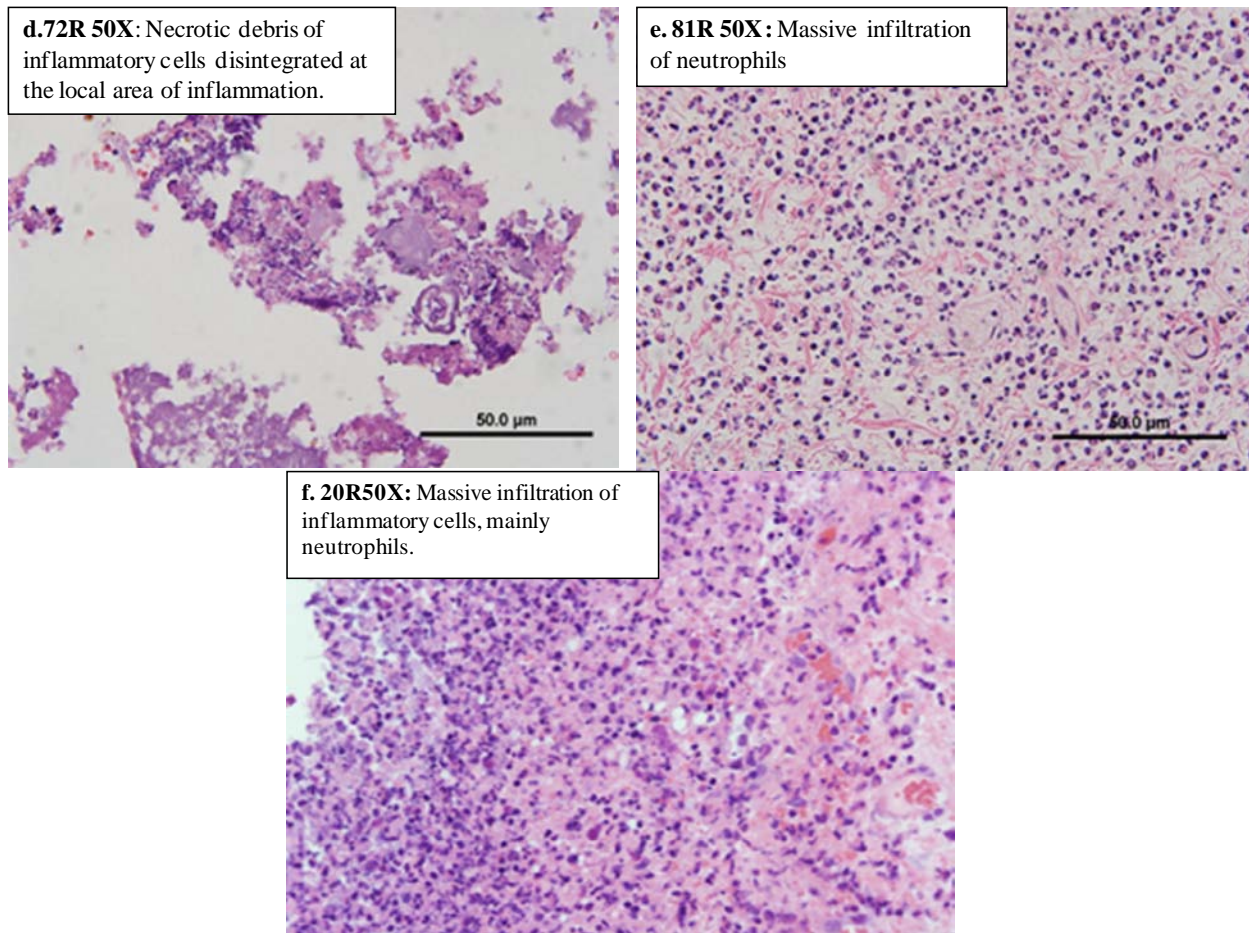 d.72R 50X: Necrotic debris of
inflammatory cells disintegrated at
the local area of inflammation.
e. 81R 50X: Massive infiltration
of neutrophils
50.0 µm
50.0 µm
f. 20R50X: Massive infiltration of
inflammatory cells, mainly
neutrophils.